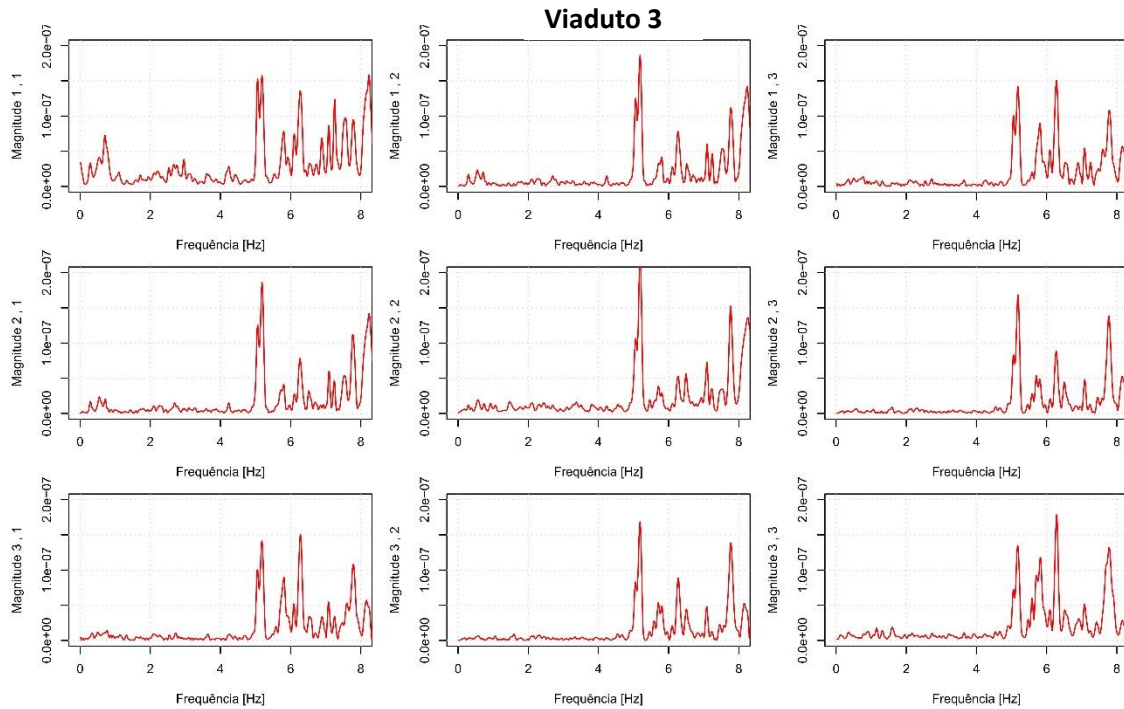 Viaduto 3
Magnitude 1 , 1
0.0e+00 1.0e-07 2.0e-07
0 2 4 6 8
Frequência [Hz]
Magnitude 1 , 2
0.0e+00 1.0e-07 2.0e-07
0 2 4 6 8
Frequência [Hz]
Magnitude 1 , 3
0.0e+00 1.0e-07 2.0e-07
0 2 4 6 8
Frequência [Hz]
Magnitude 2 , 1
0.0e+00 1.0e-07 2.0e-07
0 2 4 6 8
Frequência [Hz]
Magnitude 2 , 2
0.0e+00 1.0e-07 2.0e-07
0 2 4 6 8
Frequência [Hz]
Magnitude 2 , 3
0.0e+00 1.0e-07 2.0e-07
0 2 4 6 8
Frequência [Hz]
Magnitude 3 , 1
0.0e+00 1.0e-07 2.0e-07
0 2 4 6 8
Frequência [Hz]
Magnitude 3 , 2
0.0e+00 1.0e-07 2.0e-07
0 2 4 6 8
Frequência [Hz]
Magnitude 3 , 3
0.0e+00 1.0e-07 2.0e-07
0 2 4 6 8
Frequência [Hz]